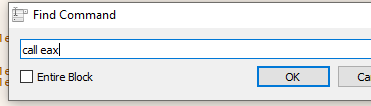 Find Command
call eax
Entire Block
OK